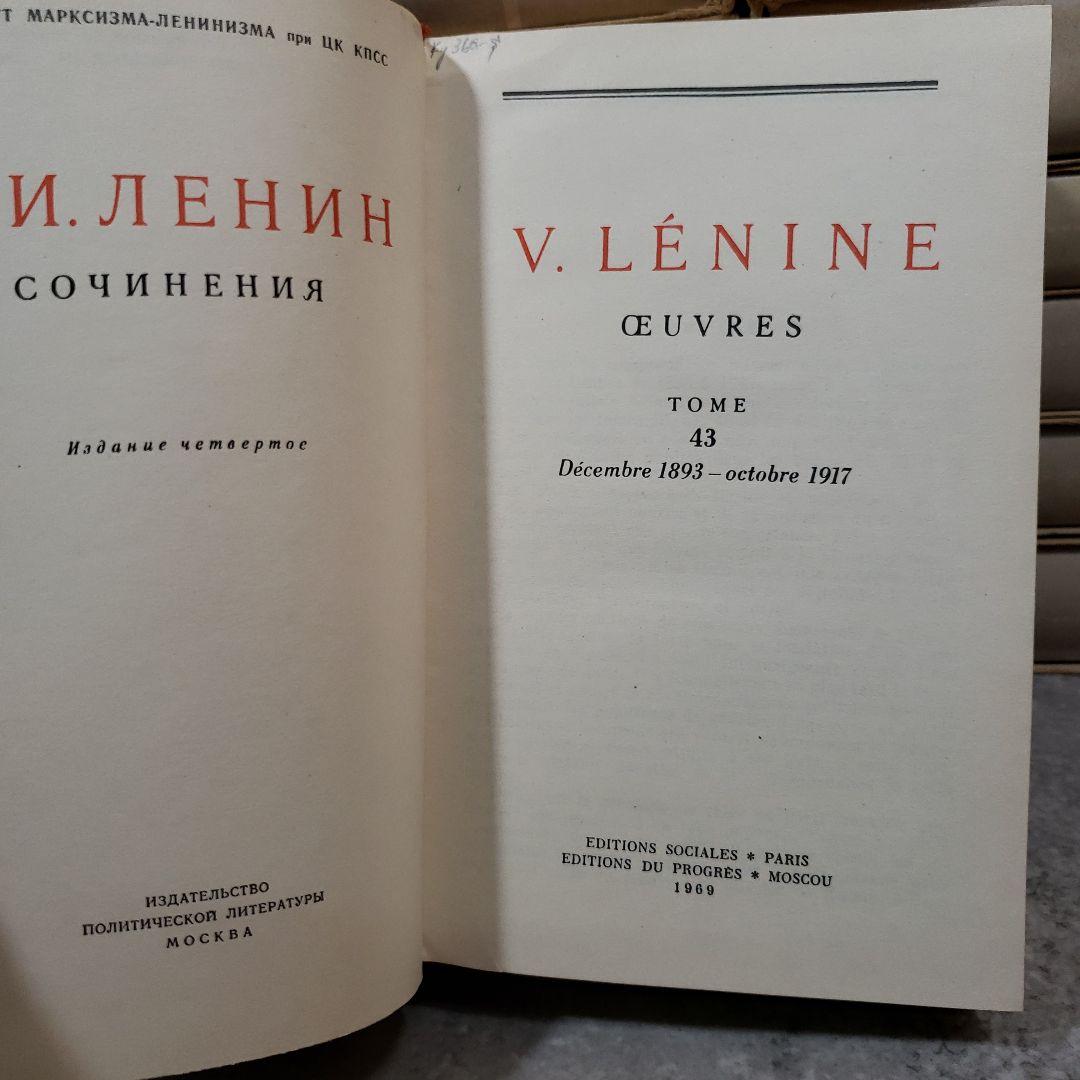 МАРКСИЗМА-ЛЕНИНИЗМА при ЦК КПСС
И. ЛЕНИН
СОЧИНЕНИЯ
Издание четвертое
ИЗДАТЕЛЬСТВО
ПОЛИТИЧЕСКОЙ ЛИТЕРАТУРЫ
МОСКВА
V. LÉNINE
ŒUVRES
TOME
43
Décembre 1893 – octobre 1917
EDITIONS SOCIALES * PARIS
EDITIONS DU PROGRÈS * MOSCOU
1969